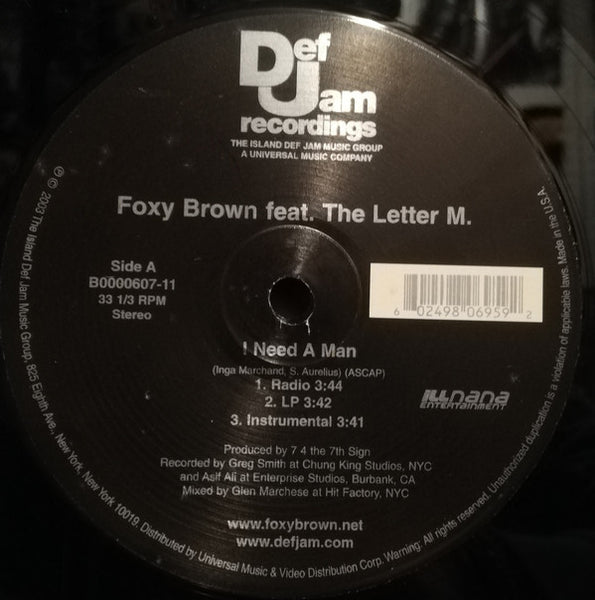 Def
Jam
recordings
THE ISLAND DEF JAM MUSIC GROUP
A UNIVERSAL MUSIC COMPANY
Foxy Brown feat. The Letter M.
Side A
B0000607-11
33 1/3 RPM
Stereo
6 02498 06959 2
I Need A Man
(Inga Marchand, S. Aurelius) (ASCAP)
1. Radio 3:44
2. LP 3:42
3. Instrumental 3:41
ILLNANA
ENTERTAINMENT
Produced by 7 4 the 7th Sign
Recorded by Greg Smith at Chung King Studios, NYC
and Asif Ali at Enterprise Studios, Burbank, CA
Mixed by Glen Marchese at Hit Factory, NYC
www.foxybrown.net
www.defjam.com
℗ © 2003 The Island Def Jam Music Group, 825 Eighth Ave., New York, New York 10019. Distributed by Universal Music & Video Distribution Corp. Warning: All rights reserved. Unauthorized duplication is a violation of applicable laws. Made in the U.S.A.